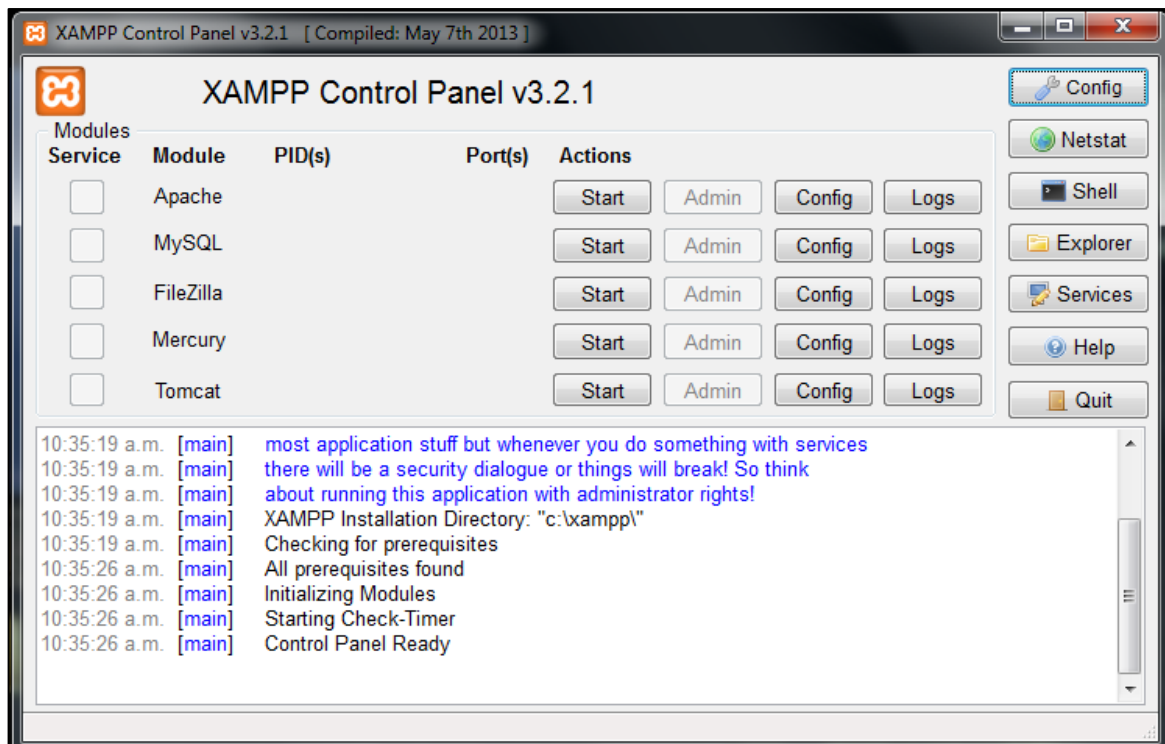 XAMPP Control Panel v3.2.1 [ Compiled: May 7th 2013 ]
XAMPP Control Panel v3.2.1
Config
Modules
Service Module PID(s) Port(s) Actions
Netstat
Apache Start Admin Config Logs
Shell
MySQL Start Admin Config Logs
Explorer
FileZilla Start Admin Config Logs
Services
Mercury Start Admin Config Logs
Help
Tomcat Start Admin Config Logs
Quit
10:35:19 a.m. [main] most application stuff but whenever you do something with services
10:35:19 a.m. [main] there will be a security dialogue or things will break! So think
10:35:19 a.m. [main] about running this application with administrator rights!
10:35:19 a.m. [main] XAMPP Installation Directory: "c:\xampp\"
10:35:19 a.m. [main] Checking for prerequisites
10:35:26 a.m. [main] All prerequisites found
10:35:26 a.m. [main] Initializing Modules
10:35:26 a.m. [main] Starting Check-Timer
10:35:26 a.m. [main] Control Panel Ready